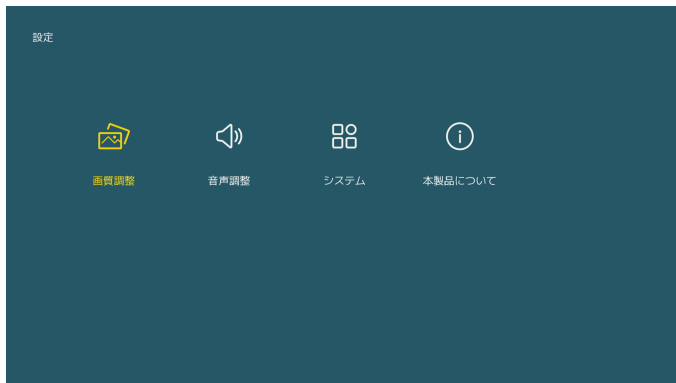 設定
画質調整
音声調整
システム
本製品について